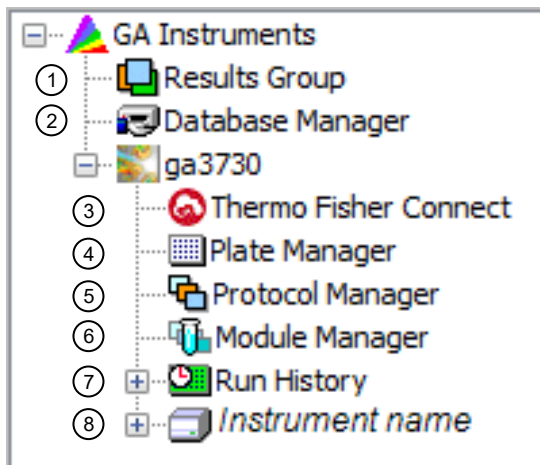 GA Instruments
1 Results Group
2 Database Manager
ga3730
3 Thermo Fisher Connect
4 Plate Manager
5 Protocol Manager
6 Module Manager
7 Run History
8 Instrument name